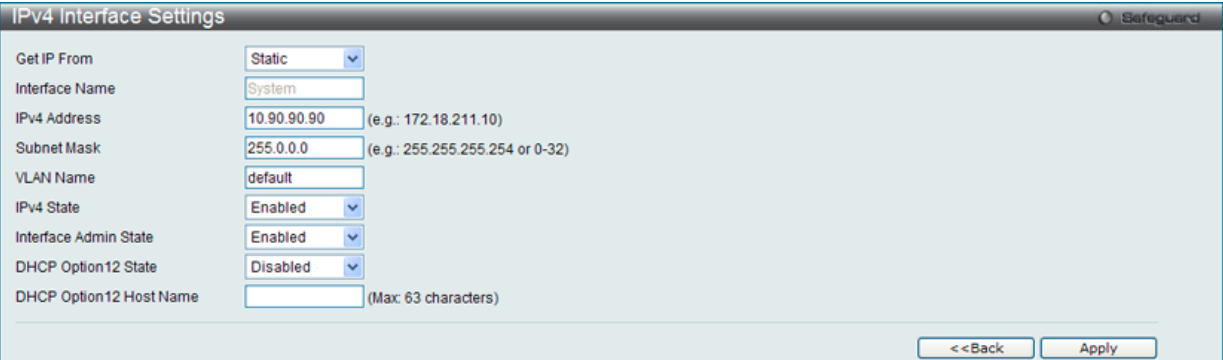 IPv4 Interface Settings
Safeguard
Get IP From Static
Interface Name System
IPv4 Address 10.90.90.90 (e.g.: 172.18.211.10)
Subnet Mask 255.0.0.0 (e.g.: 255.255.255.254 or 0-32)
VLAN Name default
IPv4 State Enabled
Interface Admin State Enabled
DHCP Option12 State Disabled
DHCP Option12 Host Name (Max: 63 characters)
<<Back Apply